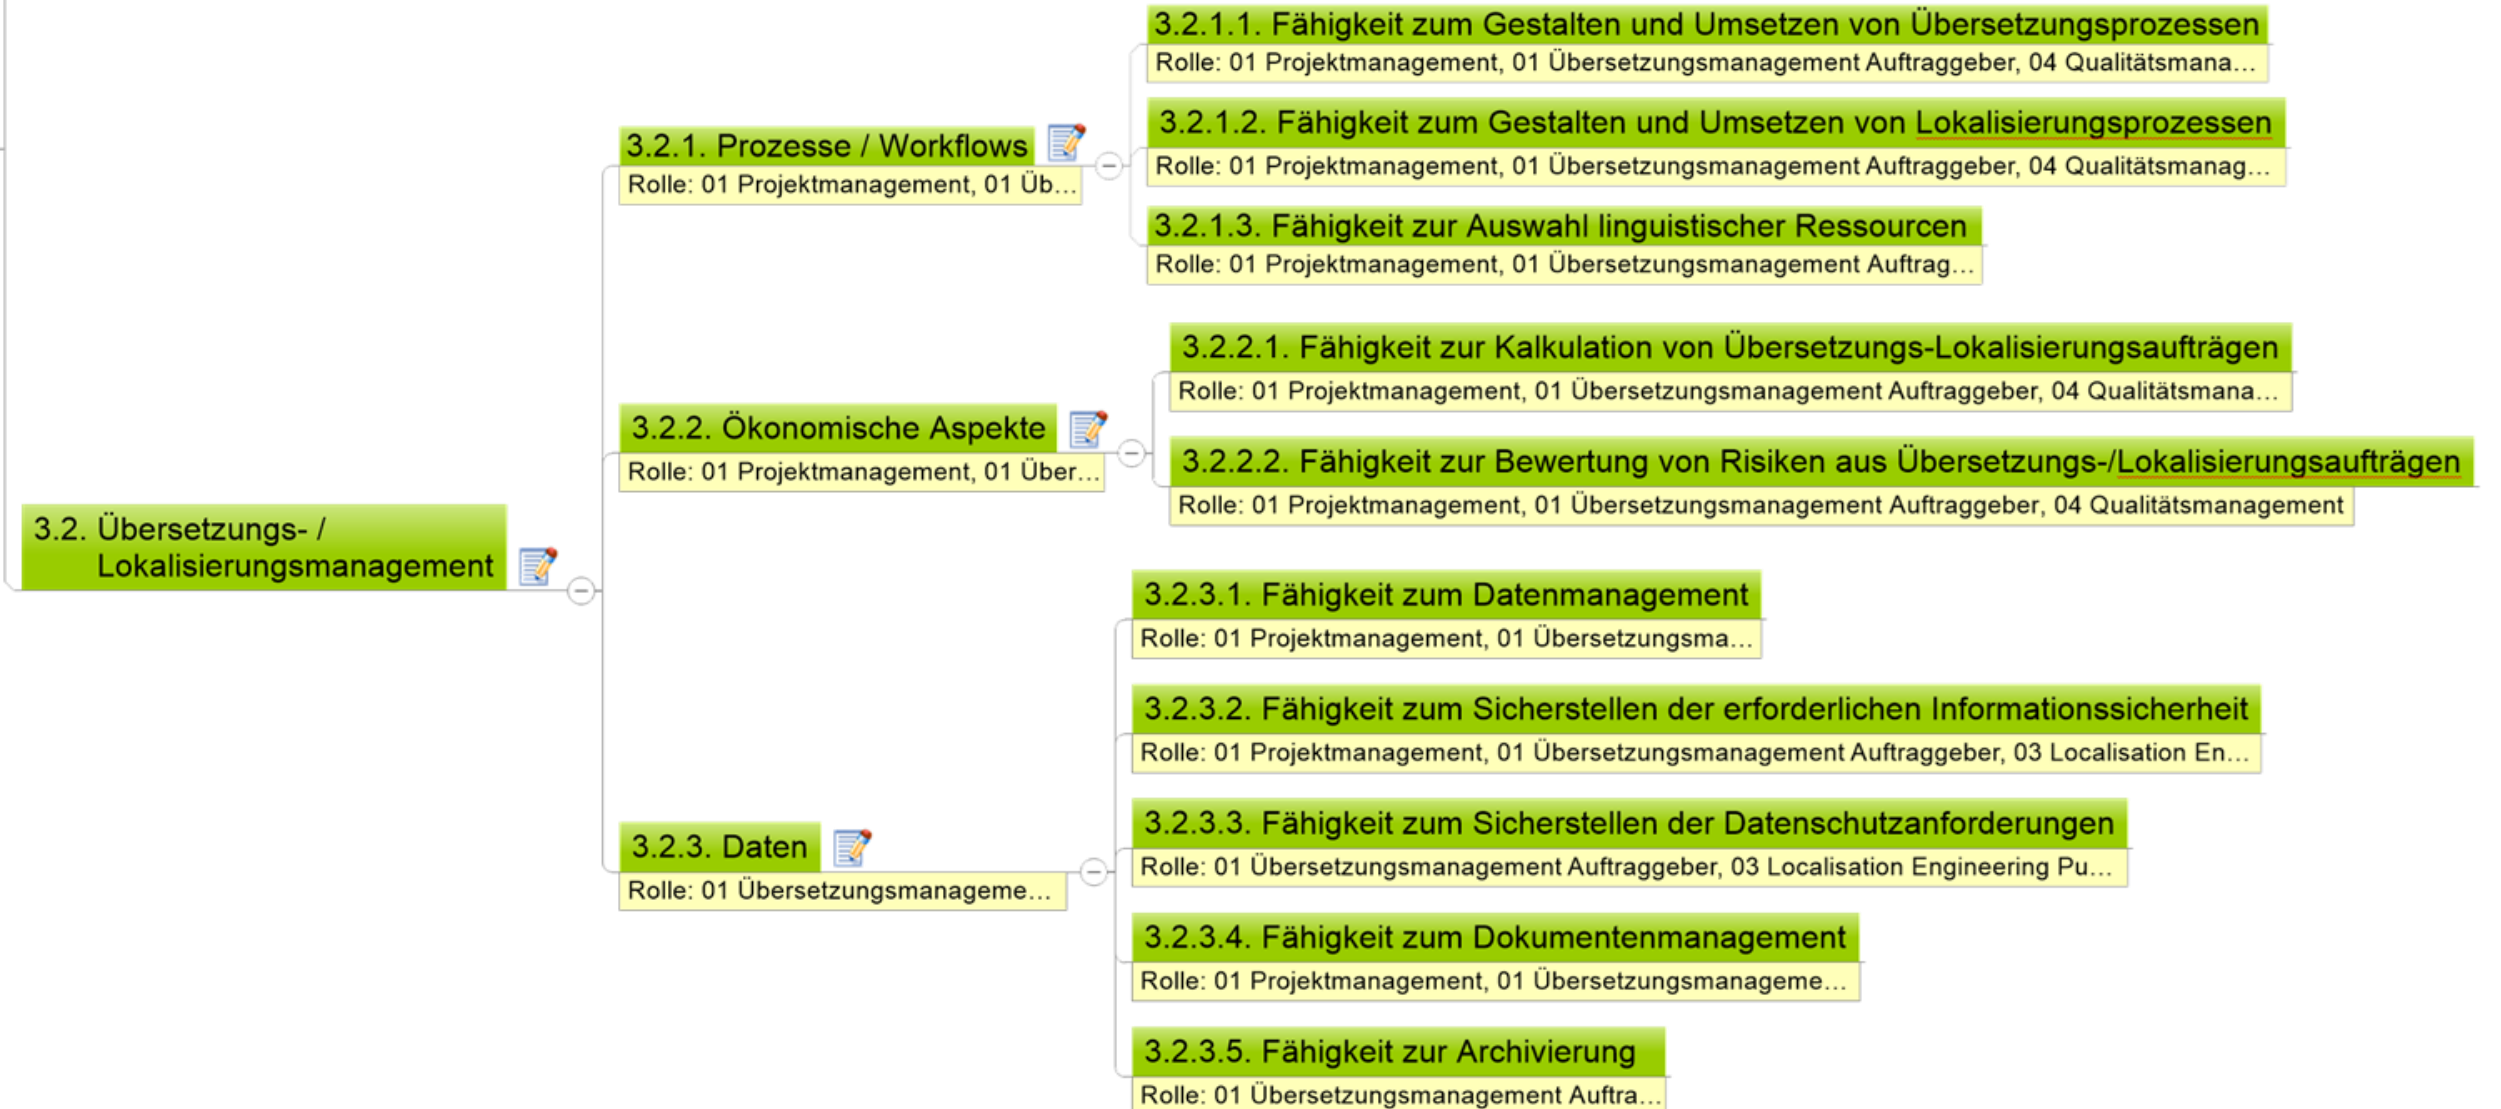 3.2. Übersetzungs- /
Lokalisierungsmanagement
3.2.1. Prozesse / Workflows
Rolle: 01 Projektmanagement, 01 Üb...
3.2.1.1. Fähigkeit zum Gestalten und Umsetzen von Übersetzungsprozessen
Rolle: 01 Projektmanagement, 01 Übersetzungsmanagement Auftraggeber, 04 Qualitätsmana...
3.2.1.2. Fähigkeit zum Gestalten und Umsetzen von Lokalisierungsprozessen
Rolle: 01 Projektmanagement, 01 Übersetzungsmanagement Auftraggeber, 04 Qualitätsmanag...
3.2.1.3. Fähigkeit zur Auswahl linguistischer Ressourcen
Rolle: 01 Projektmanagement, 01 Übersetzungsmanagement Auftrag...
3.2.2. Ökonomische Aspekte
Rolle: 01 Projektmanagement, 01 Über...
3.2.2.1. Fähigkeit zur Kalkulation von Übersetzungs-Lokalisierungsaufträgen
Rolle: 01 Projektmanagement, 01 Übersetzungsmanagement Auftraggeber, 04 Qualitätsmana...
3.2.2.2. Fähigkeit zur Bewertung von Risiken aus Übersetzungs-/Lokalisierungsaufträgen
Rolle: 01 Projektmanagement, 01 Übersetzungsmanagement Auftraggeber, 04 Qualitätsmanagement
3.2.3. Daten
Rolle: 01 Übersetzungsmanageme...
3.2.3.1. Fähigkeit zum Datenmanagement
Rolle: 01 Projektmanagement, 01 Übersetzungsma...
3.2.3.2. Fähigkeit zum Sicherstellen der erforderlichen Informationssicherheit
Rolle: 01 Projektmanagement, 01 Übersetzungsmanagement Auftraggeber, 03 Localisation En...
3.2.3.3. Fähigkeit zum Sicherstellen der Datenschutzanforderungen
Rolle: 01 Übersetzungsmanagement Auftraggeber, 03 Localisation Engineering Pu...
3.2.3.4. Fähigkeit zum Dokumentenmanagement
Rolle: 01 Projektmanagement, 01 Übersetzungsmanageme...
3.2.3.5. Fähigkeit zur Archivierung
Rolle: 01 Übersetzungsmanagement Auftra...